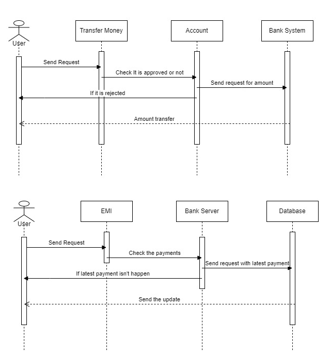 Transfer Money
Account
Bank System
User
Send Request
Check It is approved or not
Send request for amount
If it is rejected
Amount transfer
EMI
Bank Server
Database
User
Send Request
Check the payments
Send request with latest payment
If latest payment isn't happen
Send the update